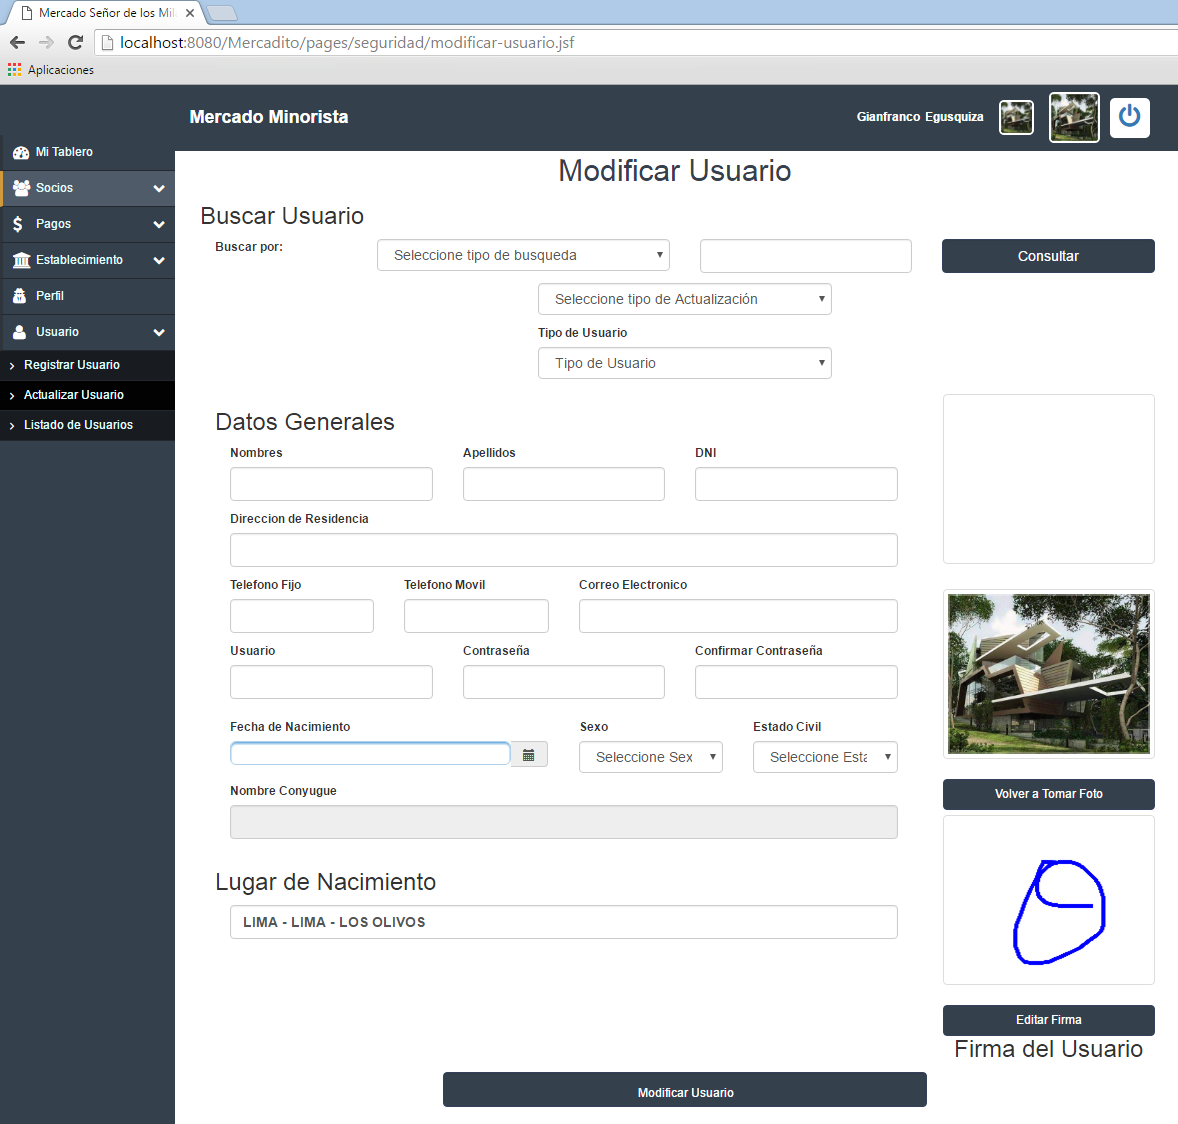 Mercado Señor de los Mil
localhost:8080/Mercadito/pages/seguridad/modificar-usuario.jsf
Aplicaciones
Mercado Minorista
Gianfranco Egusquiza
Mi Tablero
Socios
Pagos
Establecimiento
Perfil
Usuario
Registrar Usuario
Actualizar Usuario
Listado de Usuarios
Modificar Usuario
Buscar Usuario
Buscar por:
Seleccione tipo de busqueda
Consultar
Seleccione tipo de Actualización
Tipo de Usuario
Tipo de Usuario
Datos Generales
Nombres Apellidos DNI
Direccion de Residencia
Telefono Fijo Telefono Movil Correo Electronico
Usuario Contraseña Confirmar Contraseña
Fecha de Nacimiento Sexo Estado Civil
Seleccione Sex Seleccione Esta
Nombre Conyugue
Lugar de Nacimiento
LIMA - LIMA - LOS OLIVOS
Volver a Tomar Foto
Editar Firma
Firma del Usuario
Modificar Usuario